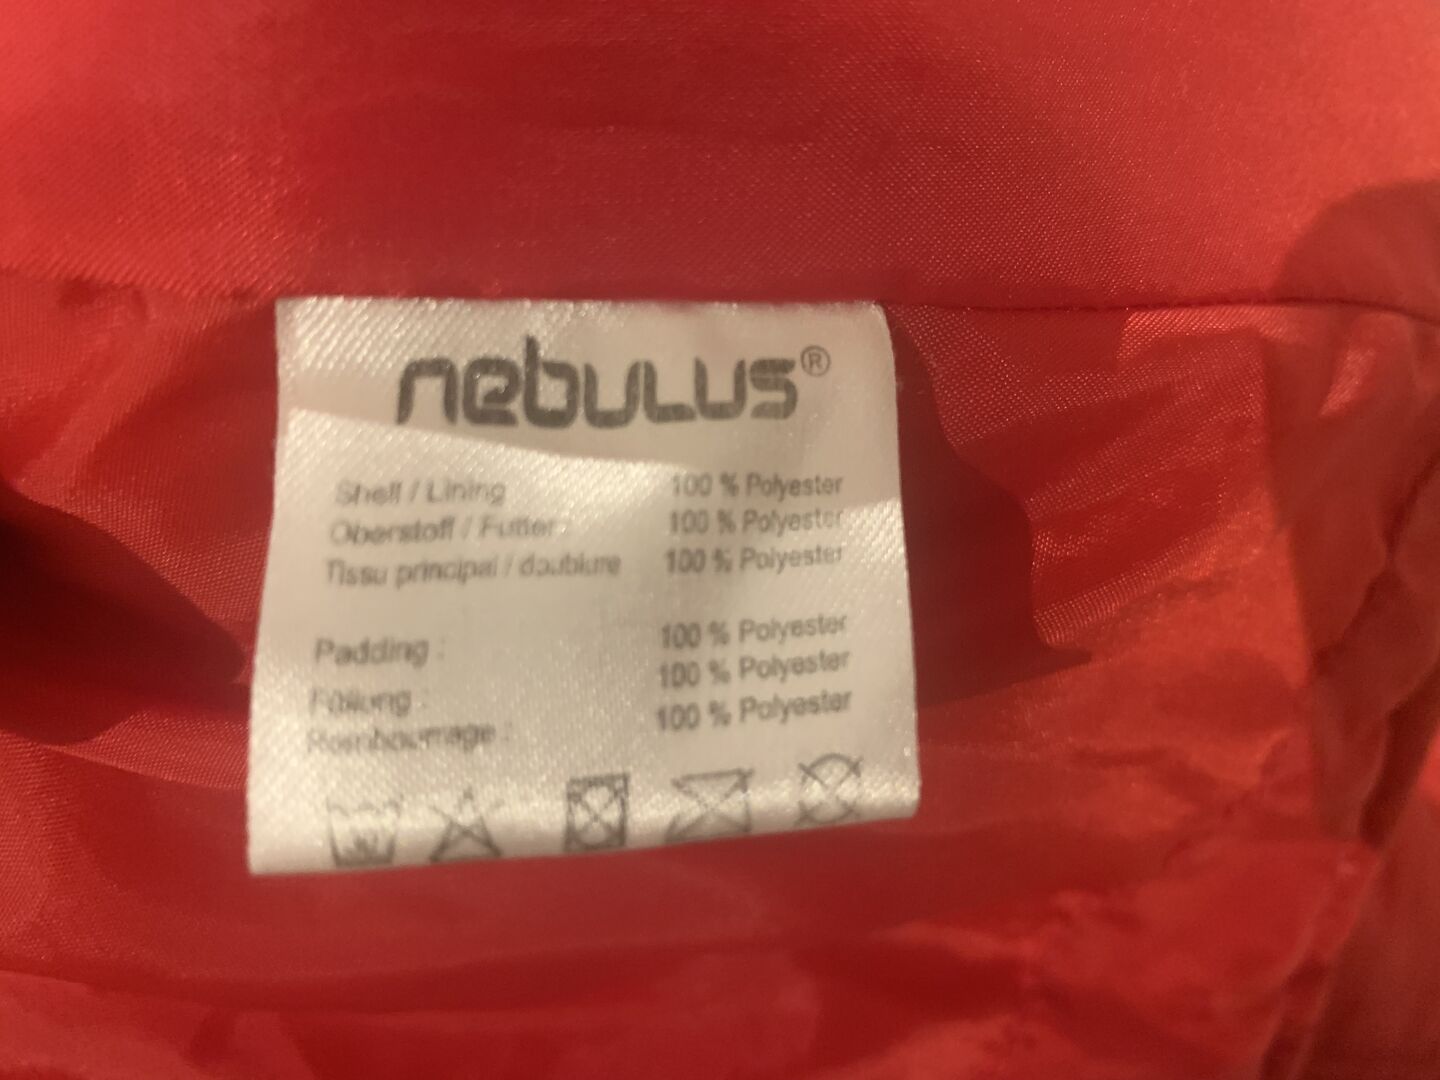 nebulus®
Shell / Lining 100 % Polyester
Oberstoff / Futter : 100 % Polyester
Tissu principal / doublure 100 % Polyester
Padding : 100 % Polyester
Füllung : 100 % Polyester
Rembourrage : 100 % Polyester